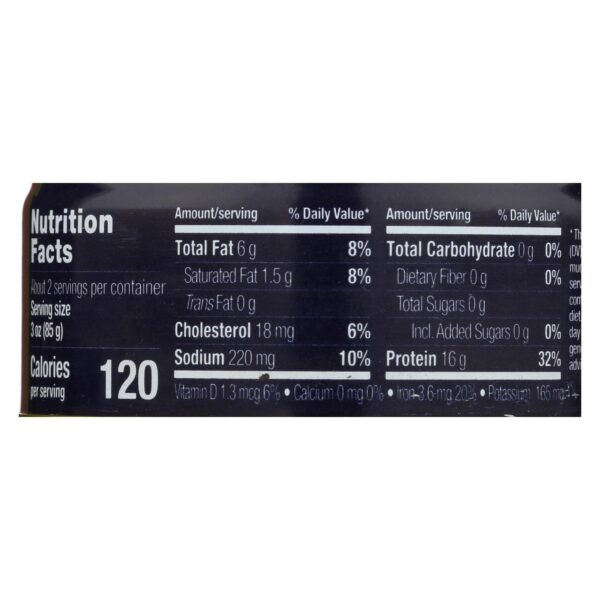 Nutrition
Facts
About 2 servings per container
Serving size
3 oz (85 g)
Calories
per serving
120
Amount/serving % Daily Value*
Total Fat 6 g 8%
Saturated Fat 1.5 g 8%
Trans Fat 0 g
Cholesterol 18 mg 6%
Sodium 220 mg 10%
Amount/serving % Daily Value*
Total Carbohydrate 0 g 0%
Dietary Fiber 0 g 0%
Total Sugars 0 g
Incl. Added Sugars 0 g 0%
Protein 16 g 32%
Vitamin D 1.3 mcg 6% • Calcium 0 mg 0% • Iron 3.6 mg 20% • Potassium 165 mg